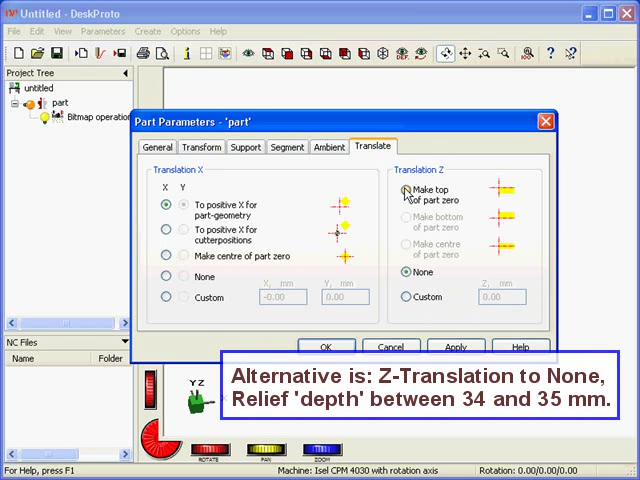 Untitled - DeskProto
File Edit View Parameters Create Options Window Help
Project Tree
untitled
part
Bitmap operation
Part Parameters - 'part'
General Transform Support Segment Ambient Translate
Translation X
X Y
To positive X for
part-geometry
To positive X for
cutterpositions
Make centre of part zero
None
X, mm Y, mm
Custom -0.00 0.00
Translation Z
Make top
of part zero
Make bottom
of part zero
Make centre
of part zero
None
Z, mm
Custom 0.00
OK Cancel Apply Help
NC Files
Name Folder
Alternative is: Z-Translation to None,
Relief 'depth' between 34 and 35 mm.
Y Z
ROTATE PAN ZOOM
For Help, press F1 Machine: Isel CPM 4030 with rotation axis Rotation: 0.00/0.00/0.00